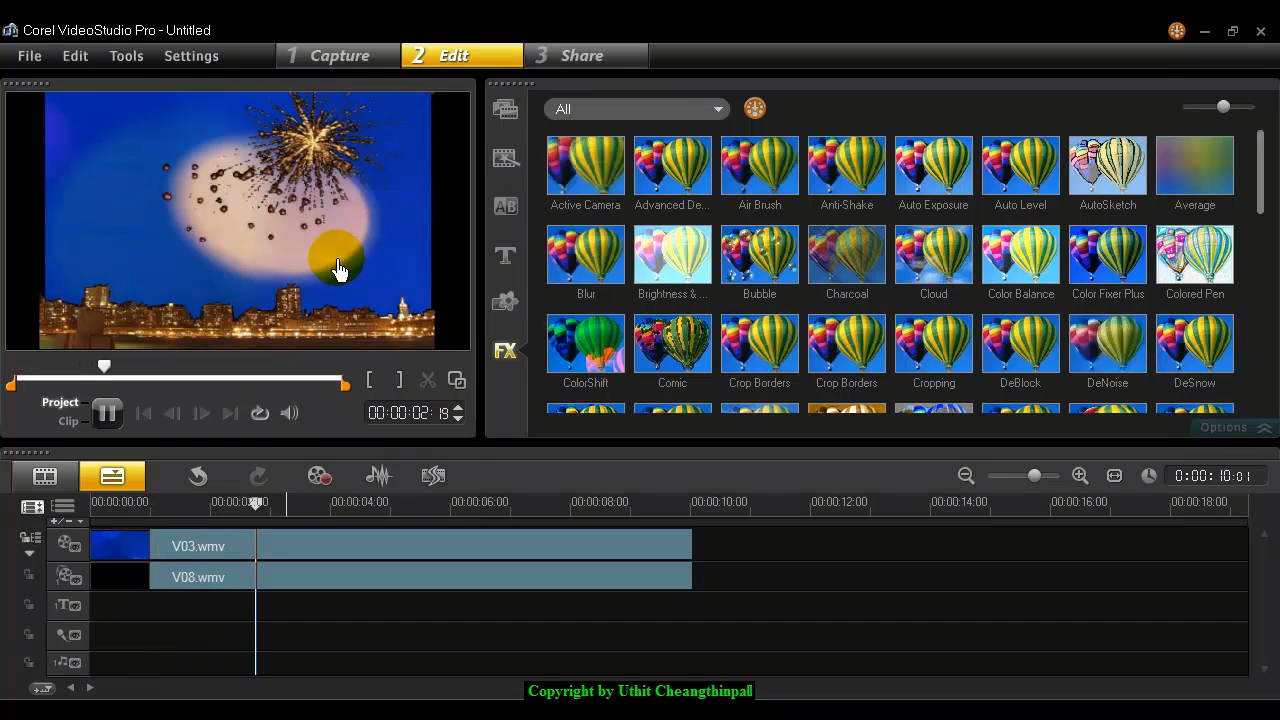 Corel VideoStudio Pro - Untitled
File Edit Tools Settings 1 Capture 2 Edit 3 Share
All
Active Camera Advanced De... Air Brush Anti-Shake Auto Exposure Auto Level AutoSketch Average
Blur Brightness & ... Bubble Charcoal Cloud Color Balance Color Fixer Plus Colored Pen
ColorShift Comic Crop Borders Crop Borders Cropping DeBlock DeNoise DeSnow
AB
T
FX
Project
Clip
[ ]
00:00:02:19
Options
0:00:10:01
00:00:00:00 00:00:04:00 00:00:06:00 00:00:08:00 00:00:10:00 00:00:12:00 00:00:14:00 00:00:16:00 00:00:18:00
V03.wmv
V08.wmv
1T
Copyright by Uthit Cheangthinpall